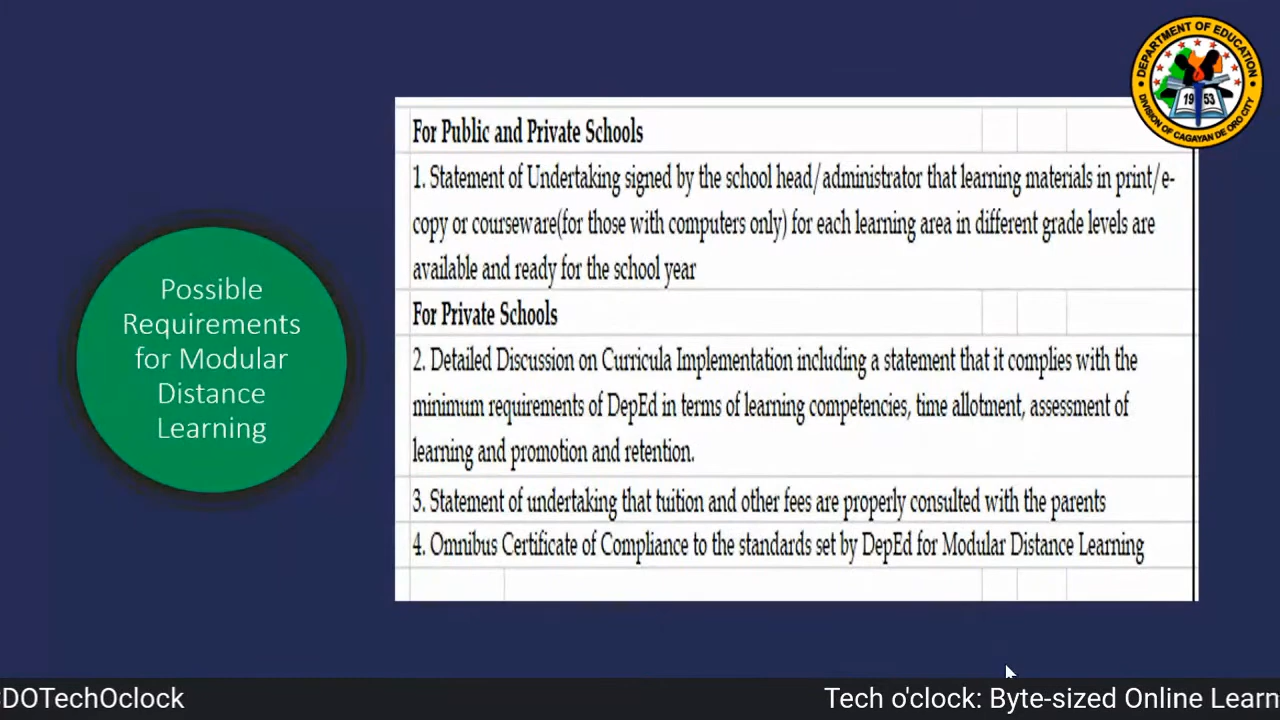 DEPARTMENT OF EDUCATION
19 53
DIVISION OF CAGAYAN DE ORO CITY
For Public and Private Schools
1. Statement of Undertaking signed by the school head/administrator that learning materials in print/e-
copy or courseware(for those with computers only) for each learning area in different grade levels are
available and ready for the school year
For Private Schools
2. Detailed Discussion on Curricula Implementation including a statement that it complies with the
minimum requirements of DepEd in terms of learning competencies, time allotment, assessment of
learning and promotion and retention.
3. Statement of undertaking that tuition and other fees are properly consulted with the parents
4. Omnibus Certificate of Compliance to the standards set by DepEd for Modular Distance Learning
Possible
Requirements
for Modular
Distance
Learning
DOTechOclock
Tech o'clock: Byte-sized Online Learn